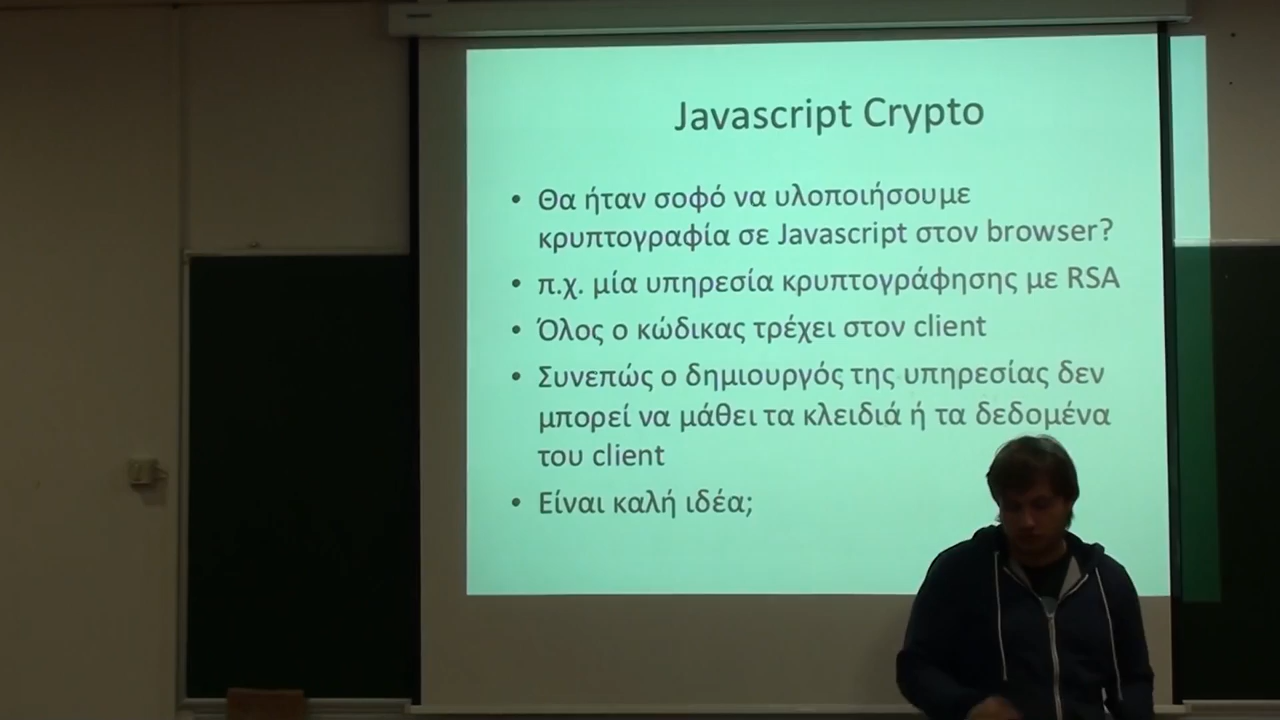 Javascript Crypto
• Θα ήταν σοφό να υλοποιήσουμε
κρυπτογραφία σε Javascript στον browser?
• π.χ. μία υπηρεσία κρυπτογράφησης με RSA
• Όλος ο κώδικας τρέχει στον client
• Συνεπώς ο δημιουργός της υπηρεσίας δεν
μπορεί να μάθει τα κλειδιά ή τα δεδομένα
του client
• Είναι καλή ιδέα;